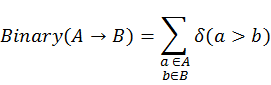 Binary(A → B) = ∑ δ(a > b)
a ∈A
b∈B